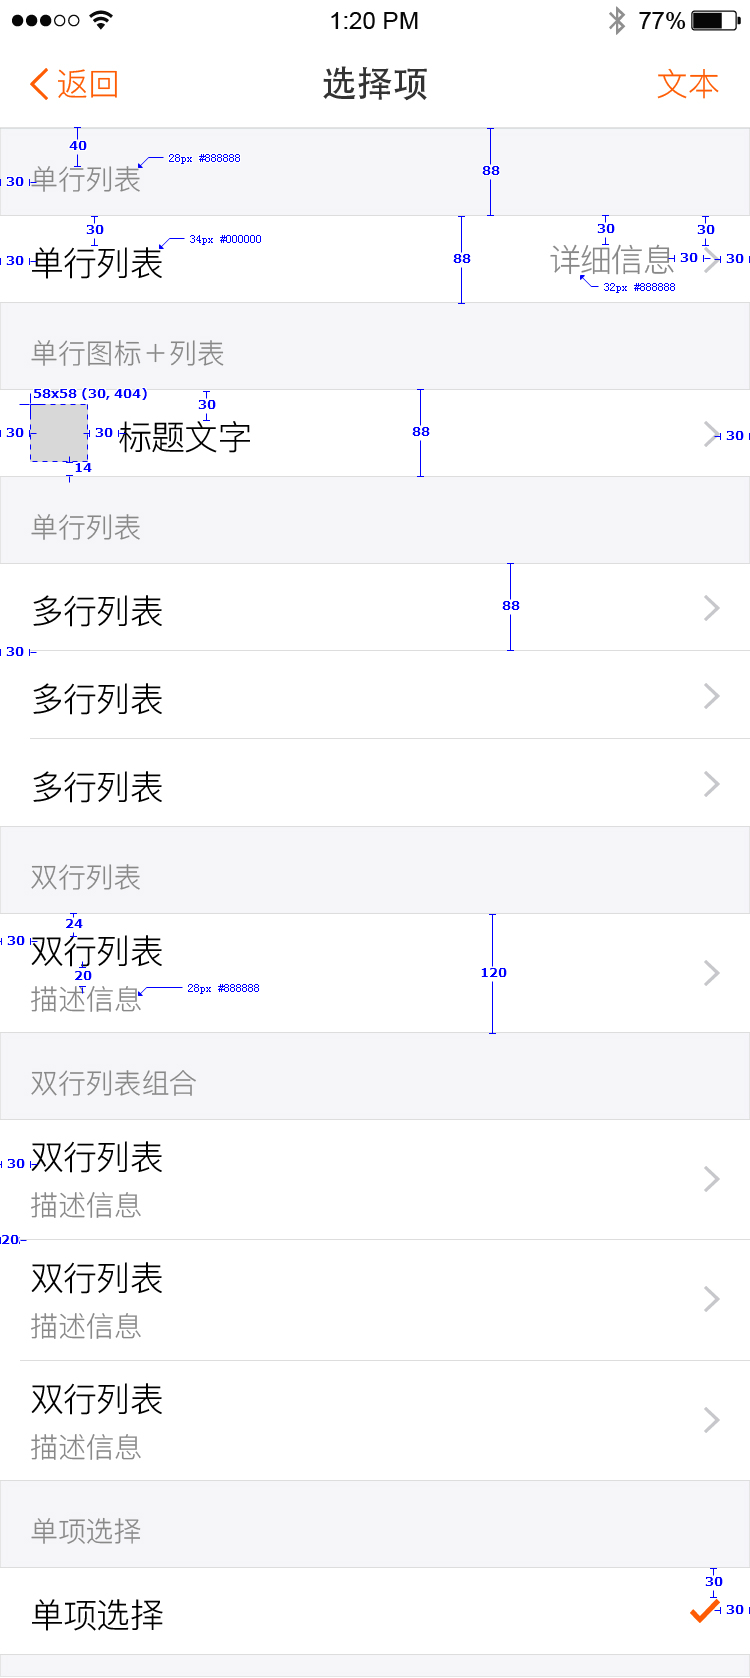 1:20 PM 77%
返回 选择项 文本
40
28px #888888
88
30 单行列表
30
34px #000000
30
30
30 单行列表
88
详细信息 30 30
32px #888888
单行图标+列表
58x58 (30, 404)
30
30 30 标题文字
88
30
14
单行列表
多行列表
88
30
多行列表
多行列表
双行列表
24
30 双行列表
20
120
描述信息
28px #888888
双行列表组合
30 双行列表
描述信息
20
双行列表
描述信息
双行列表
描述信息
单项选择
30
单项选择
30